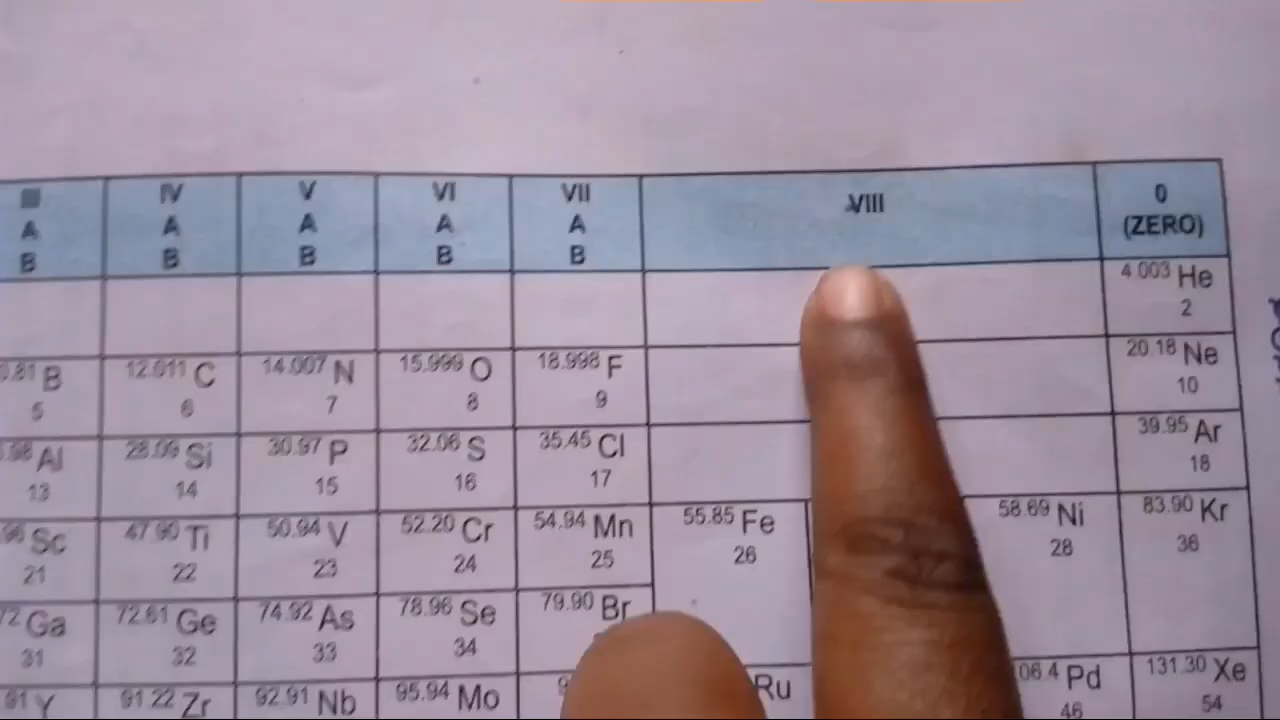 III IV V VI VII VIII 0
A A A A A (ZERO)
B B B B B
4.003 He
2
B 12.011 C 14.007 N 15.999 O 18.998 F 20.18 Ne
5 6 7 8 9 10
Al 28.09 Si 30.97 P 32.06 S 35.45 Cl 39.95 Ar
13 14 15 16 17 18
Sc 47.90 Ti 50.94 V 52.20 Cr 54.94 Mn 55.85 Fe 58.69 Ni 83.90 Kr
21 22 23 24 25 26 28 36
Ga 72.61 Ge 74.92 As 78.96 Se 79.90 Br
31 32 33 34
Y 91.22 Zr 92.91 Nb 95.94 Mo Ru 06.4 Pd 131.30 Xe
46 54